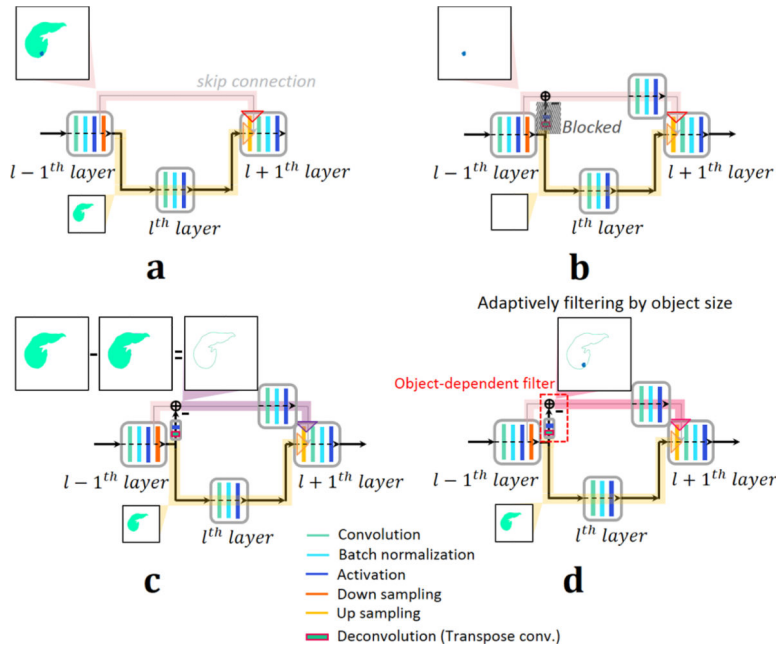 skip connection
l − 1ᵗʰ layer
l + 1ᵗʰ layer
lᵗʰ layer
a
−
Blocked
l − 1ᵗʰ layer
l + 1ᵗʰ layer
lᵗʰ layer
b
- =
−
l − 1ᵗʰ layer
l + 1ᵗʰ layer
lᵗʰ layer
c
Adaptively filtering by object size
Object-dependent filter
−
l − 1ᵗʰ layer
l + 1ᵗʰ layer
lᵗʰ layer
d
Convolution
Batch normalization
Activation
Down sampling
Up sampling
Deconvolution (Transpose conv.)